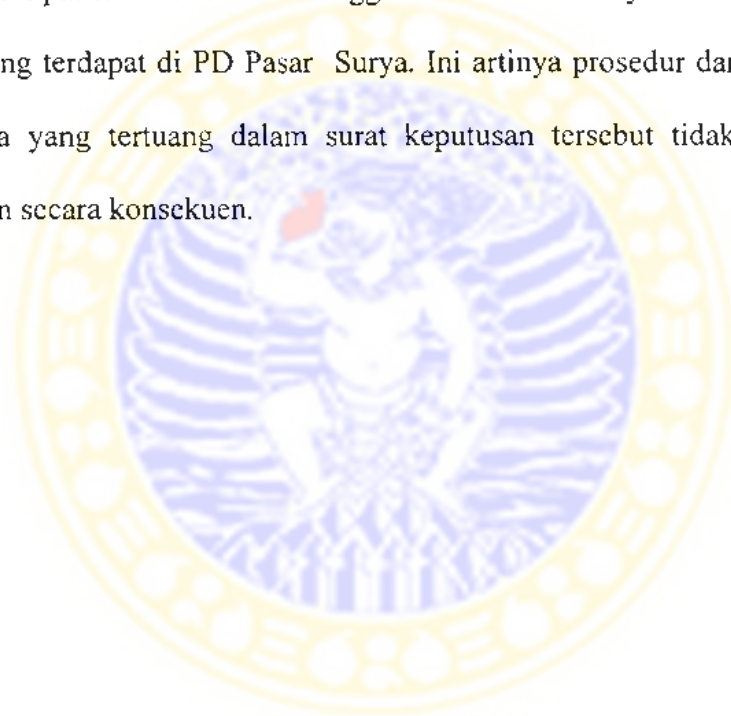 ng terdapat di PD Pasar Surya. Ini artinya prosedur dan
a yang tertuang dalam surat keputusan tersebut tidak
n secara konsekuen.